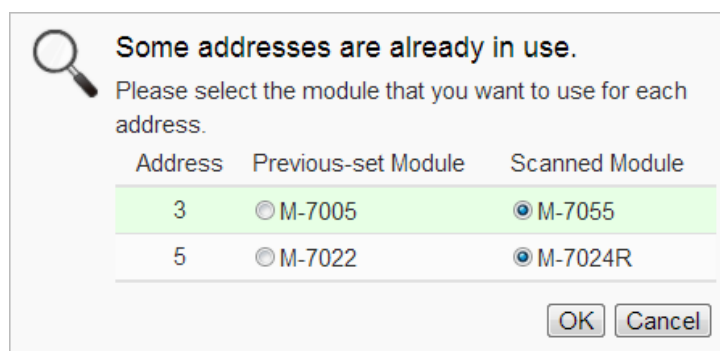 Some addresses are already in use.
Please select the module that you want to use for each
address.
Address Previous-set Module Scanned Module
3 M-7005 M-7055
5 M-7022 M-7024R
OK Cancel